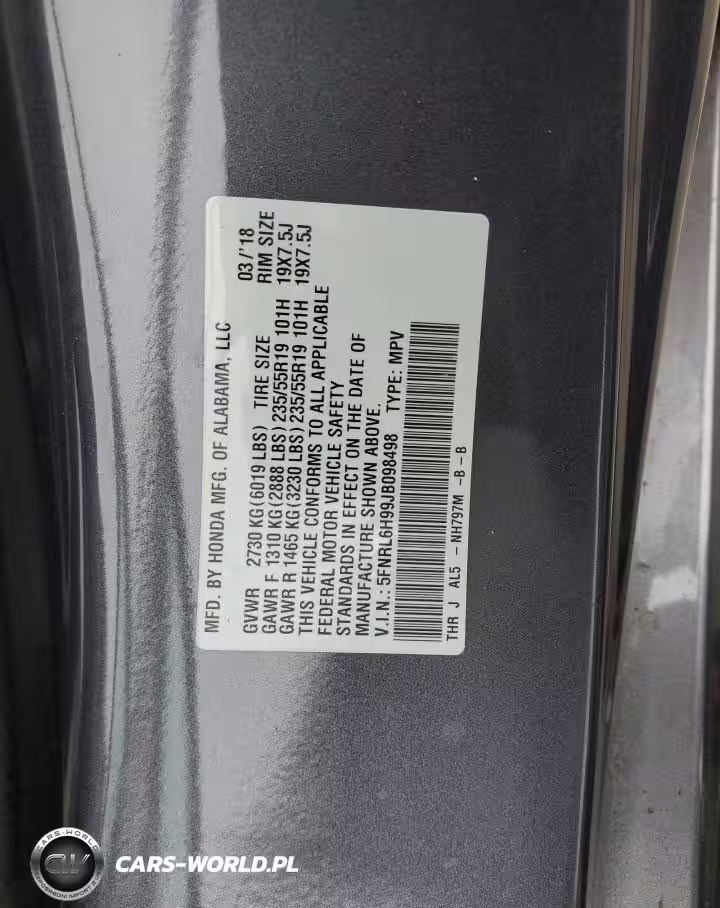 MFD. BY HONDA MFG. OF ALABAMA, LLC
03/'18
GVWR 2730 KG(6019 LBS) TIRE SIZE RIM SIZE
GAWR F 1310 KG(2888 LBS)235/55R19 101H 19X7.5J
GAWR R 1465 KG(3230 LBS)235/55R19 101H 19X7.5J
THIS VEHICLE CONFORMS TO ALL APPLICABLE
FEDERAL MOTOR VEHICLE SAFETY
STANDARDS IN EFFECT ON THE DATE OF
MANUFACTURE SHOWN ABOVE.
V.I.N.: 5FNRL6H99JB098498 TYPE: MPV
THR J AL5 - NH797M -B-B
CARS-WORLD
CW
CARS-WORLD.PL